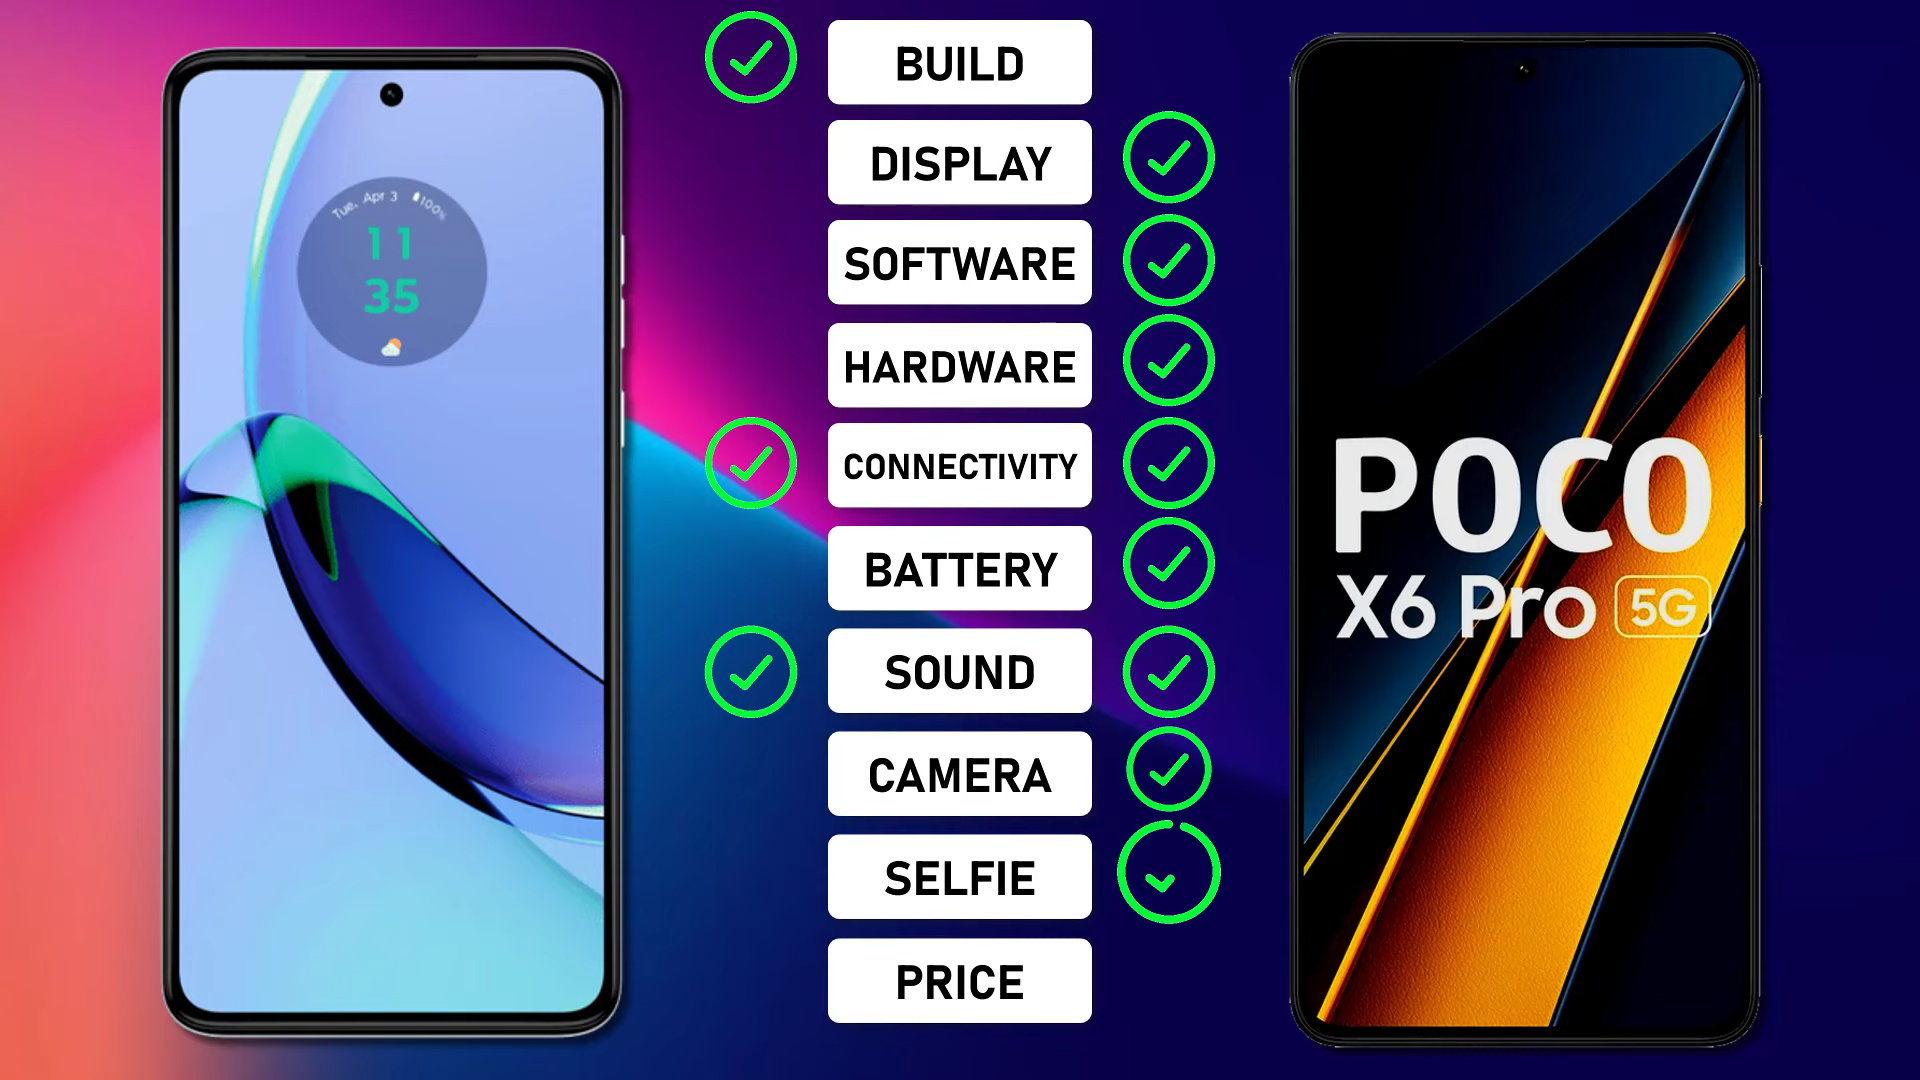 Tue, Apr 3 100%
11
35
BUILD
DISPLAY
SOFTWARE
HARDWARE
CONNECTIVITY
BATTERY
SOUND
CAMERA
SELFIE
PRICE
POCO
X6 Pro 5G